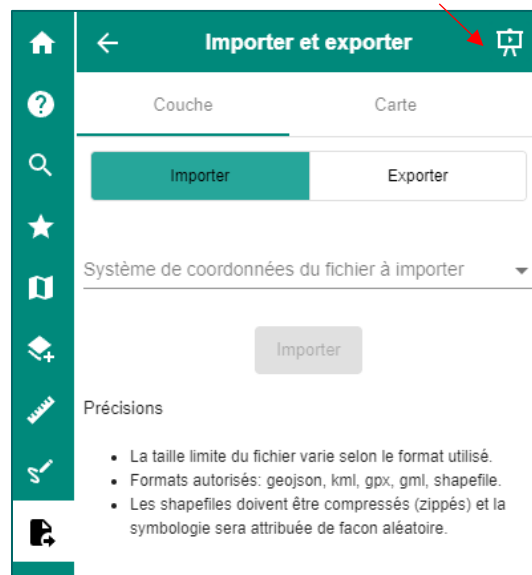 Importer et exporter
Couche Carte
Importer Exporter
Système de coordonnées du fichier à importer
Importer
Précisions
• La taille limite du fichier varie selon le format utilisé.
• Formats autorisés: geojson, kml, gpx, gml, shapefile.
• Les shapefiles doivent être compressés (zippés) et la
symbologie sera attribuée de facon aléatoire.